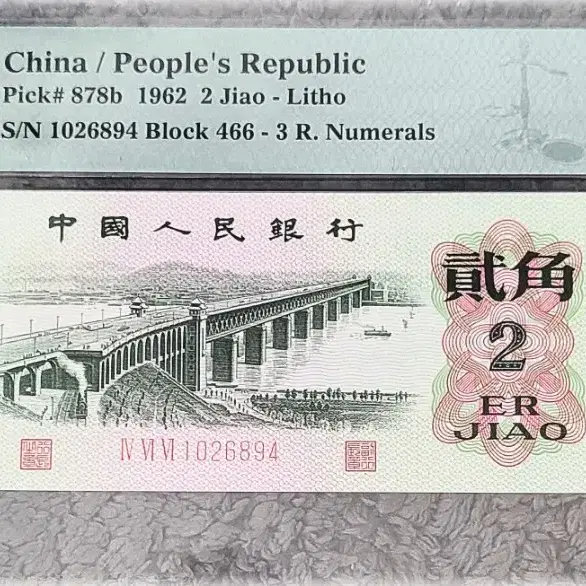 China / People's Republic
Pick# 878b 1962 2 Jiao - Litho
S/N 1026894 Block 466 - 3 R. Numerals
中國人民銀行
貳角
2
ER
JIAO
Ⅳ Ⅵ Ⅵ 1026894